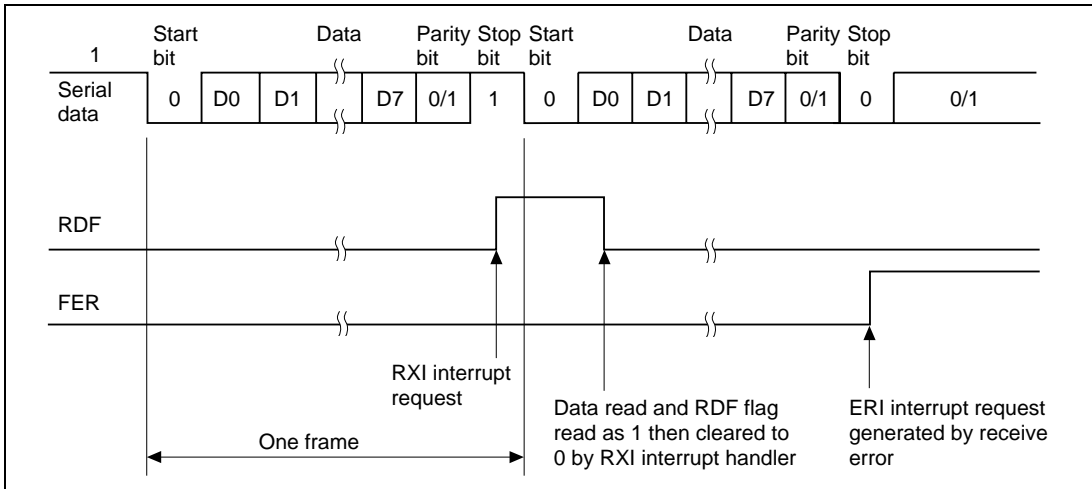 Start bit Data Parity bit Stop bit Start bit Data Parity bit Stop bit
1
Serial data
0 D0 D1 D7 0/1 1 0 D0 D1 D7 0/1 0 0/1
RDF
FER
RXI interrupt
request
Data read and RDF flag
read as 1 then cleared to
0 by RXI interrupt handler
ERI interrupt request
generated by receive
error
One frame